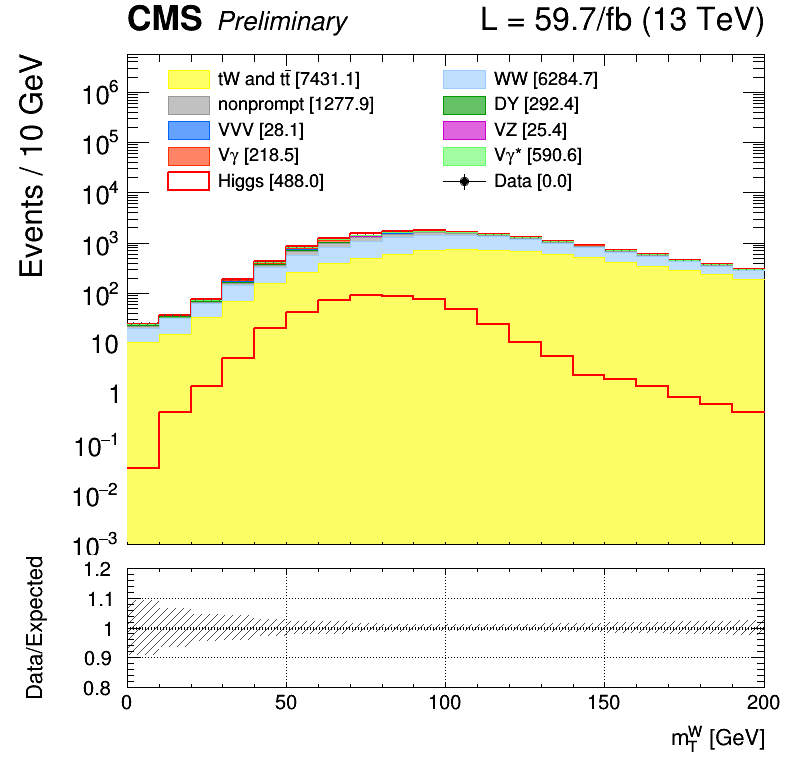 CMS Preliminary L = 59.7/fb (13 TeV)
Events / 10 GeV
10⁶
10⁵
10⁴
10³
10²
10
1
10⁻¹
10⁻²
10⁻³
tW and tt̄ [7431.1] WW [6284.7]
nonprompt [1277.9] DY [292.4]
VVV [28.1] VZ [25.4]
Vγ [218.5] Vγ* [590.6]
Higgs [488.0] Data [0.0]
Data/Expected
1.2
1.1
1
0.9
0.8
0 50 100 150 200
m_T^W [GeV]